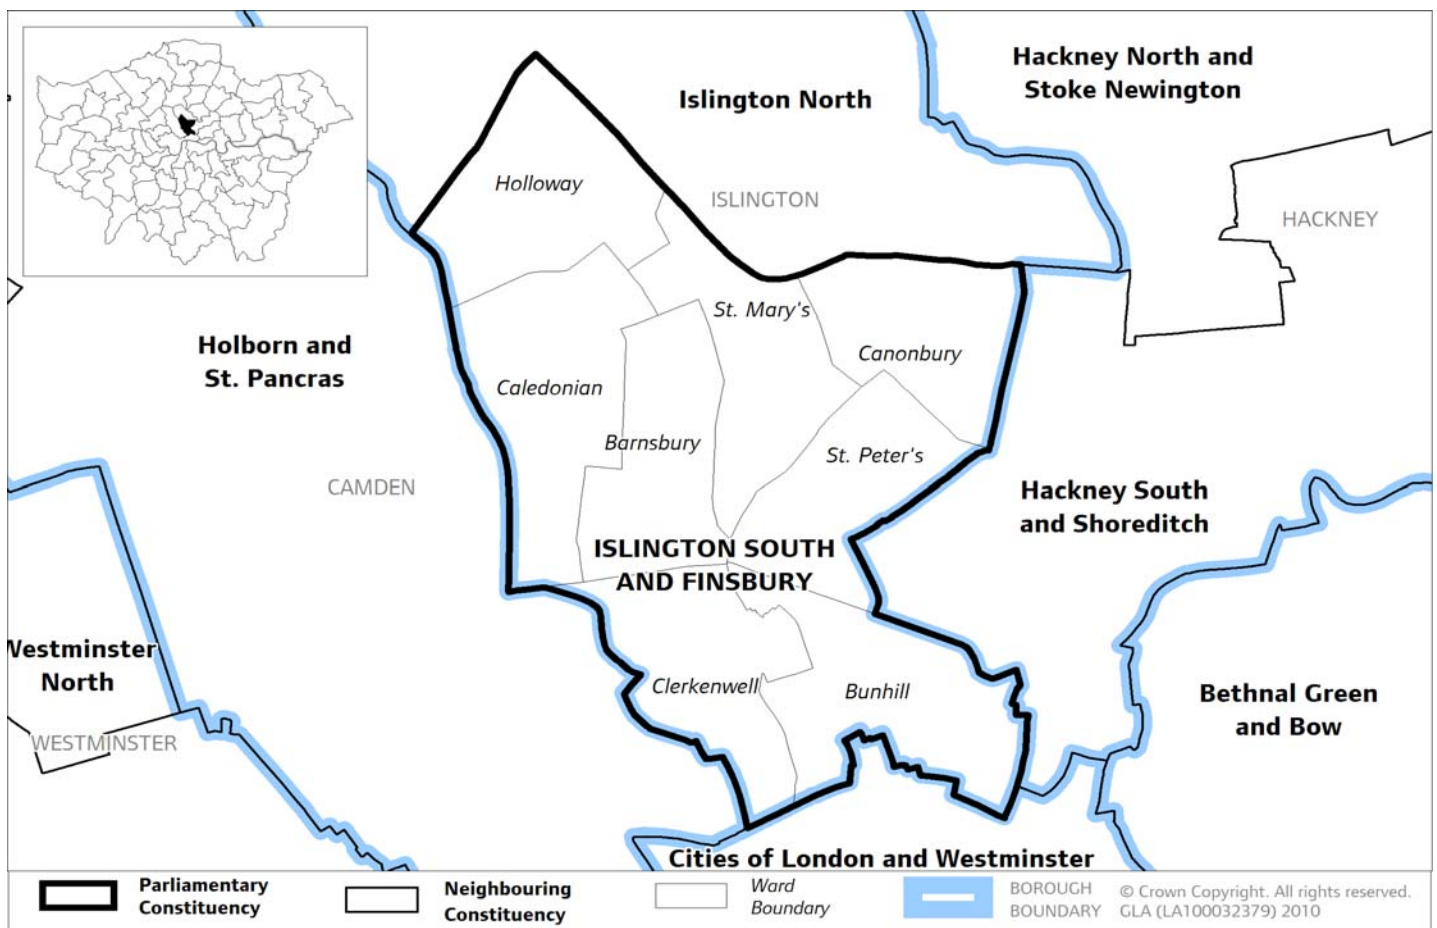 Hackney North and
Stoke Newington
Islington North
Holloway
ISLINGTON
HACKNEY
St. Mary's
Holborn and
St. Pancras
Canonbury
Caledonian
Barnsbury
St. Peter's
CAMDEN
Hackney South
and Shoreditch
ISLINGTON SOUTH
AND FINSBURY
Westminster
North
Clerkenwell
Bunhill
Bethnal Green
and Bow
WESTMINSTER
Cities of London and Westminster
Parliamentary
Constituency
Neighbouring
Constituency
Ward
Boundary
BOROUGH
BOUNDARY
© Crown Copyright. All rights reserved.
GLA (LA100032379) 2010